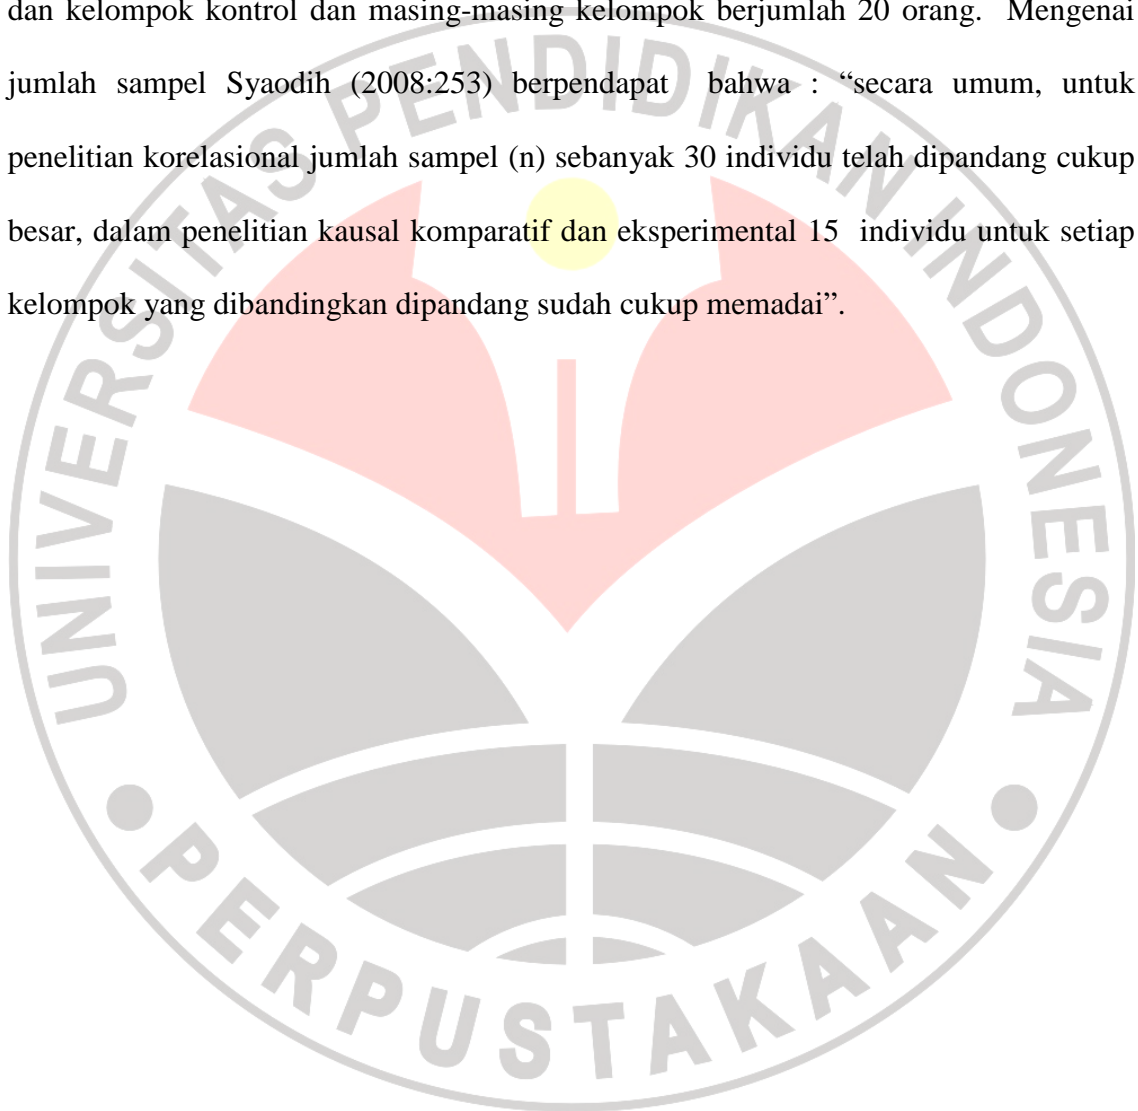 dan kelompok kontrol dan masing-masing kelompok berjumlah 20 orang. Mengenai
jumlah sampel Syaodih (2008:253) berpendapat bahwa : “secara umum, untuk
penelitian korelasional jumlah sampel (n) sebanyak 30 individu telah dipandang cukup
besar, dalam penelitian kausal komparatif dan eksperimental 15 individu untuk setiap
kelompok yang dibandingkan dipandang sudah cukup memadai”.
UNIVERSITAS PENDIDIKAN INDONESIA
PERPUSTAKAAN